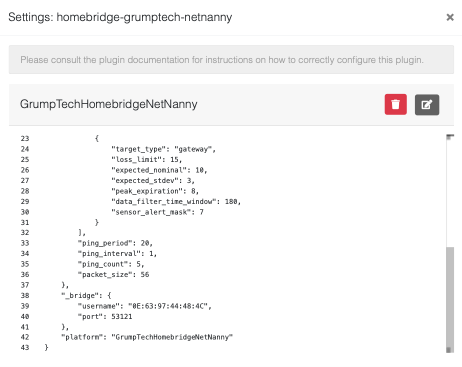 Settings: homebridge-grumptech-netnanny ×
Please consult the plugin documentation for instructions on how to correctly configure this plugin.
GrumpTechHomebridgeNetNanny
23 {
24 "target_type": "gateway",
25 "loss_limit": 15,
26 "expected_nominal": 10,
27 "expected_stdev": 3,
28 "peak_expiration": 8,
29 "data_filter_time_window": 180,
30 "sensor_alert_mask": 7
31 }
32 ],
33 "ping_period": 20,
34 "ping_interval": 1,
35 "ping_count": 5,
36 "packet_size": 56
37 },
38 "_bridge": {
39 "username": "0E:63:97:44:48:4C",
40 "port": 53121
41 },
42 "platform": "GrumpTechHomebridgeNetNanny"
43 }